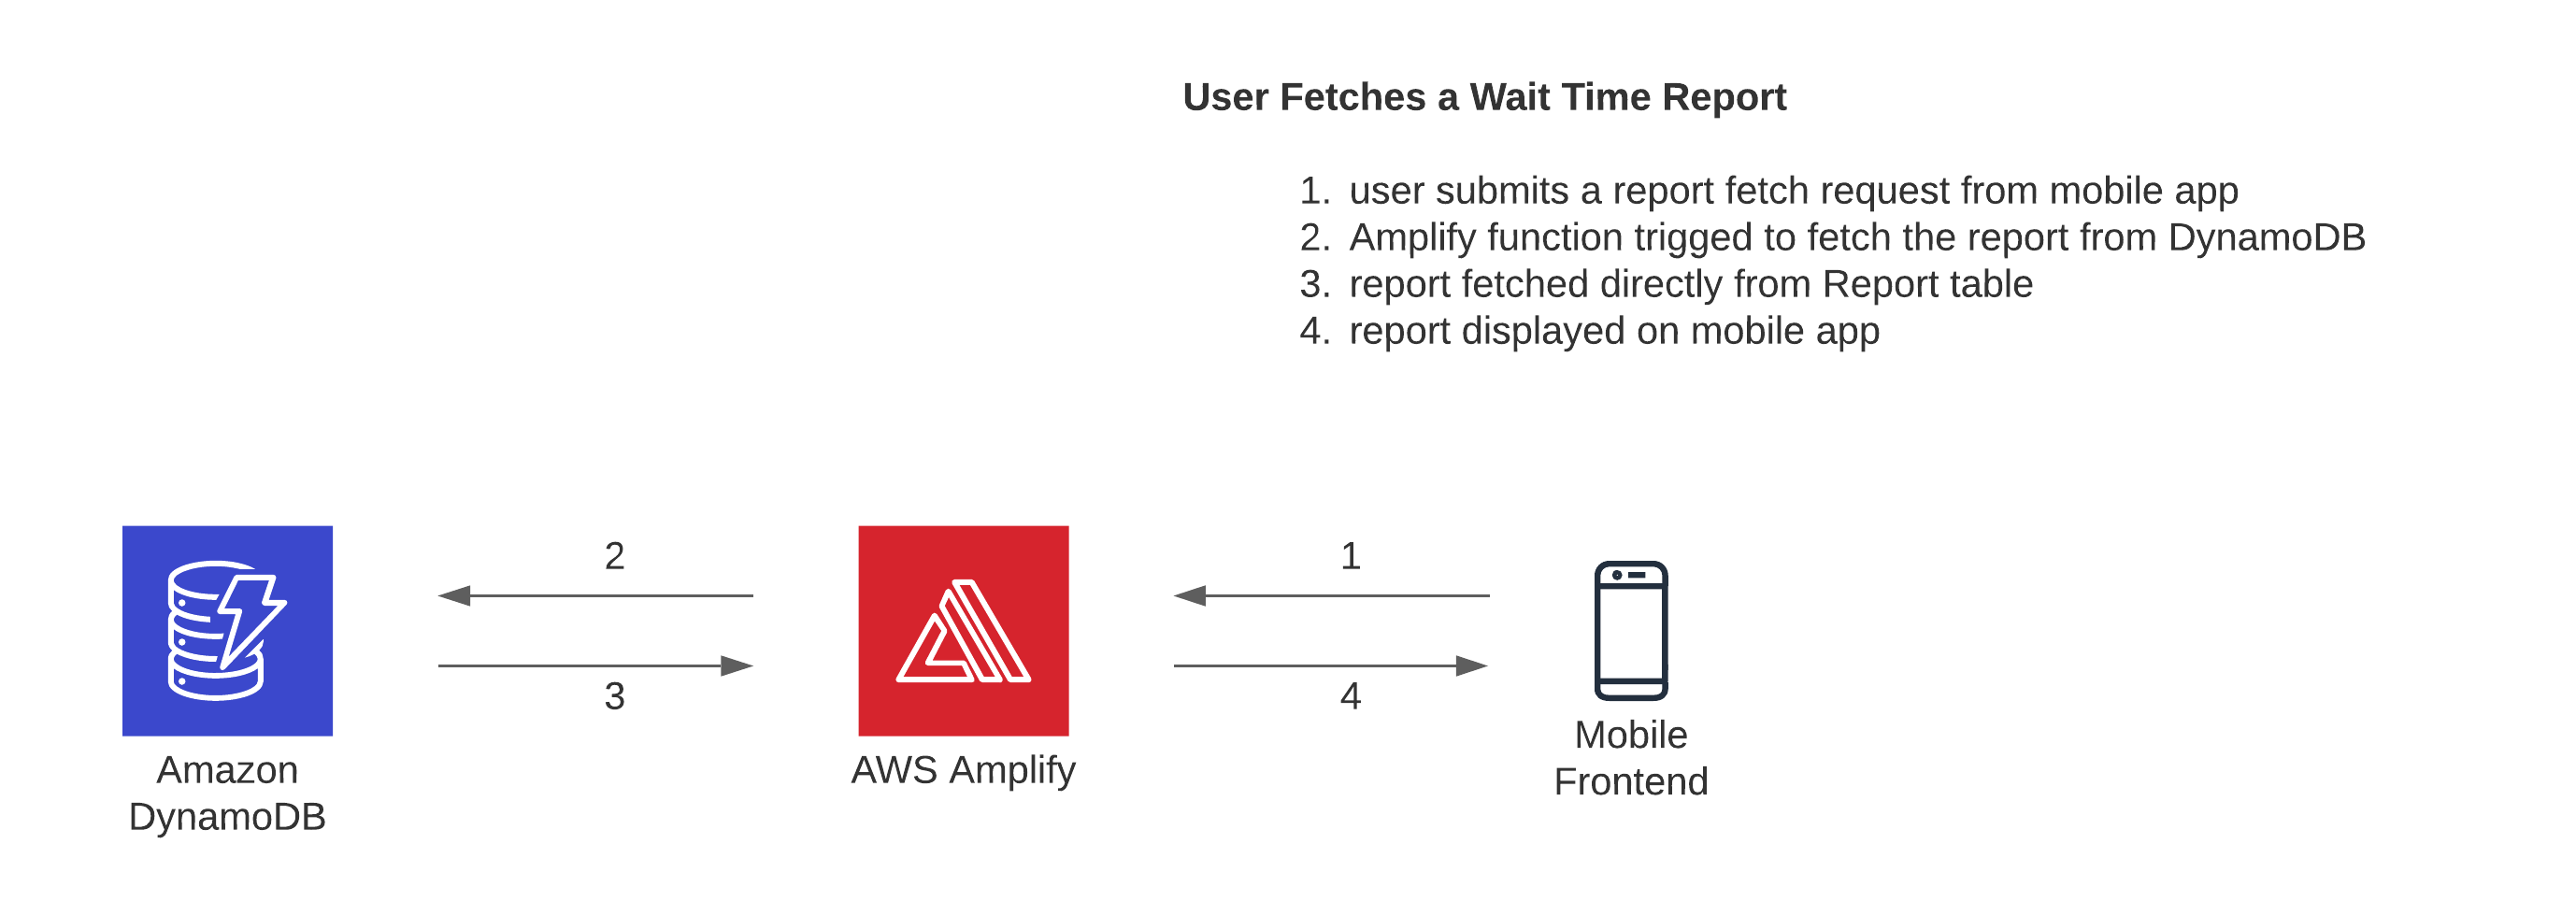 User Fetches a Wait Time Report
1. user submits a report fetch request from mobile app
2. Amplify function trigged to fetch the report from DynamoDB
3. report fetched directly from Report table
4. report displayed on mobile app
2
1
3
4
Amazon
DynamoDB
AWS Amplify
Mobile
Frontend